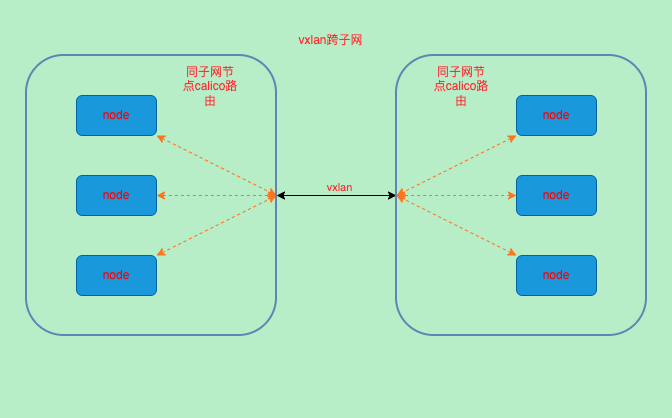 vxlan跨子网
同子网节
点calico路
由
同子网节
点calico路
由
node
node
node
node
vxlan
node
node